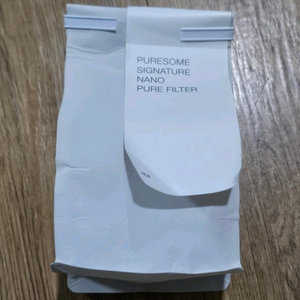 PURESOME
SIGNATURE
NANO
PURE FILTER